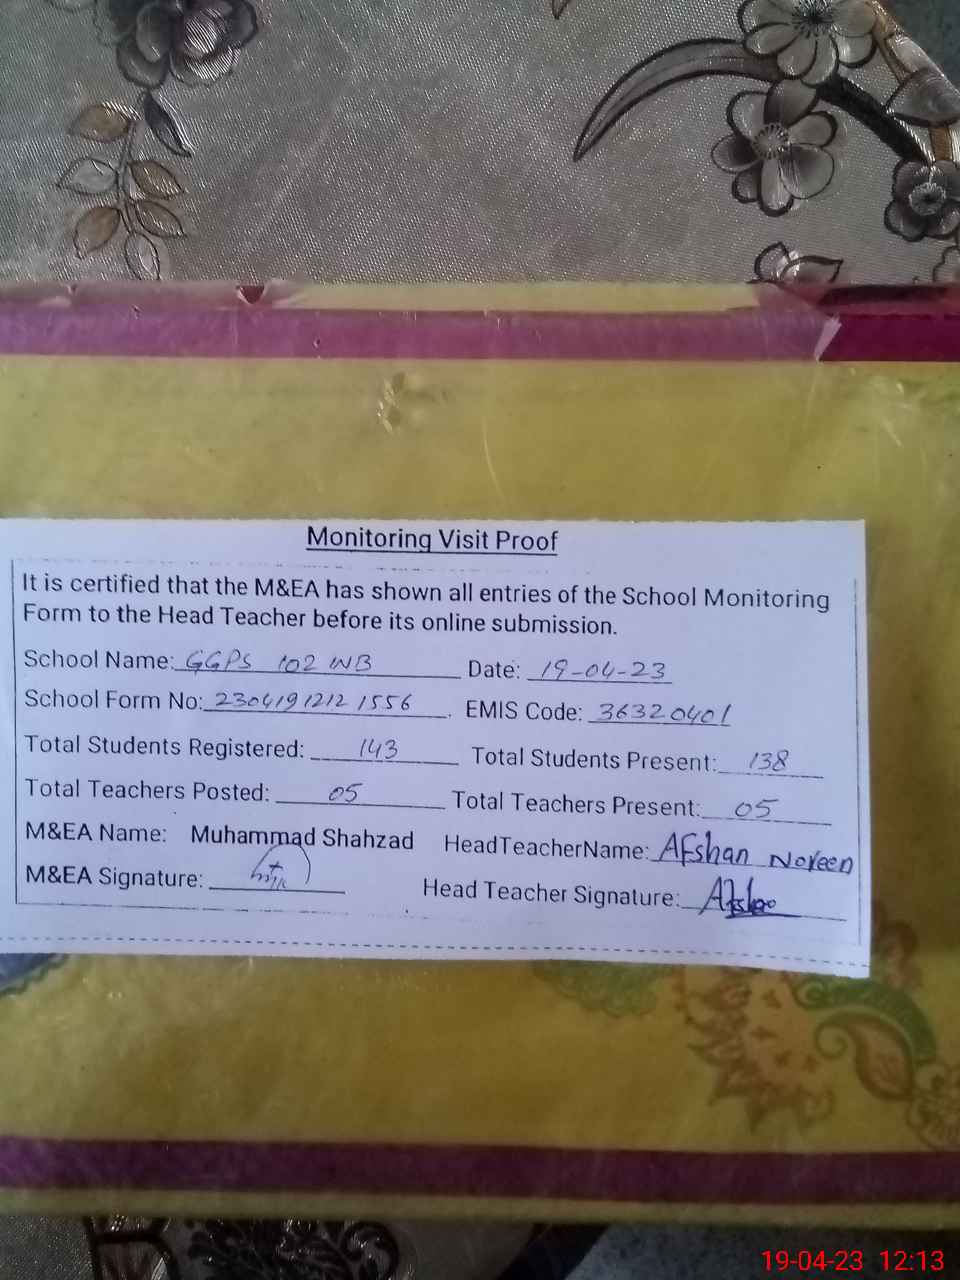 Monitoring Visit Proof
It is certified that the M&EA has shown all entries of the School Monitoring
Form to the Head Teacher before its online submission.
School Name: GGPS 102 WB Date: 19-04-23
School Form No: 23041912121556 EMIS Code: 36320401
Total Students Registered: 143 Total Students Present: 138
Total Teachers Posted: 05 Total Teachers Present: 05
M&EA Name: Muhammad Shahzad HeadTeacherName: Afshan Noreen
M&EA Signature: Head Teacher Signature:
19-04-23 12:13